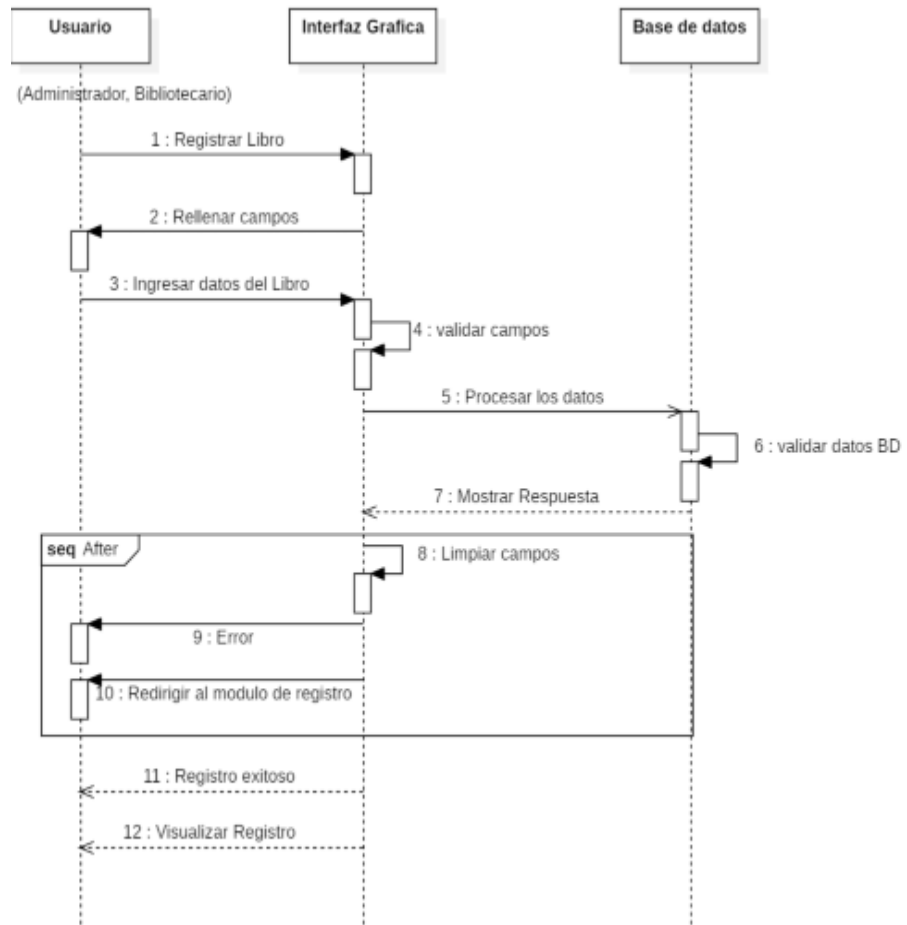 Usuario
Interfaz Grafica
Base de datos
(Administrador, Bibliotecario)
1 : Registrar Libro
2 : Rellenar campos
3 : Ingresar datos del Libro
4 : validar campos
5 : Procesar los datos
6 : validar datos BD
7 : Mostrar Respuesta
seq After
8 : Limpiar campos
9 : Error
10 : Redirigir al modulo de registro
11 : Registro exitoso
12 : Visualizar Registro